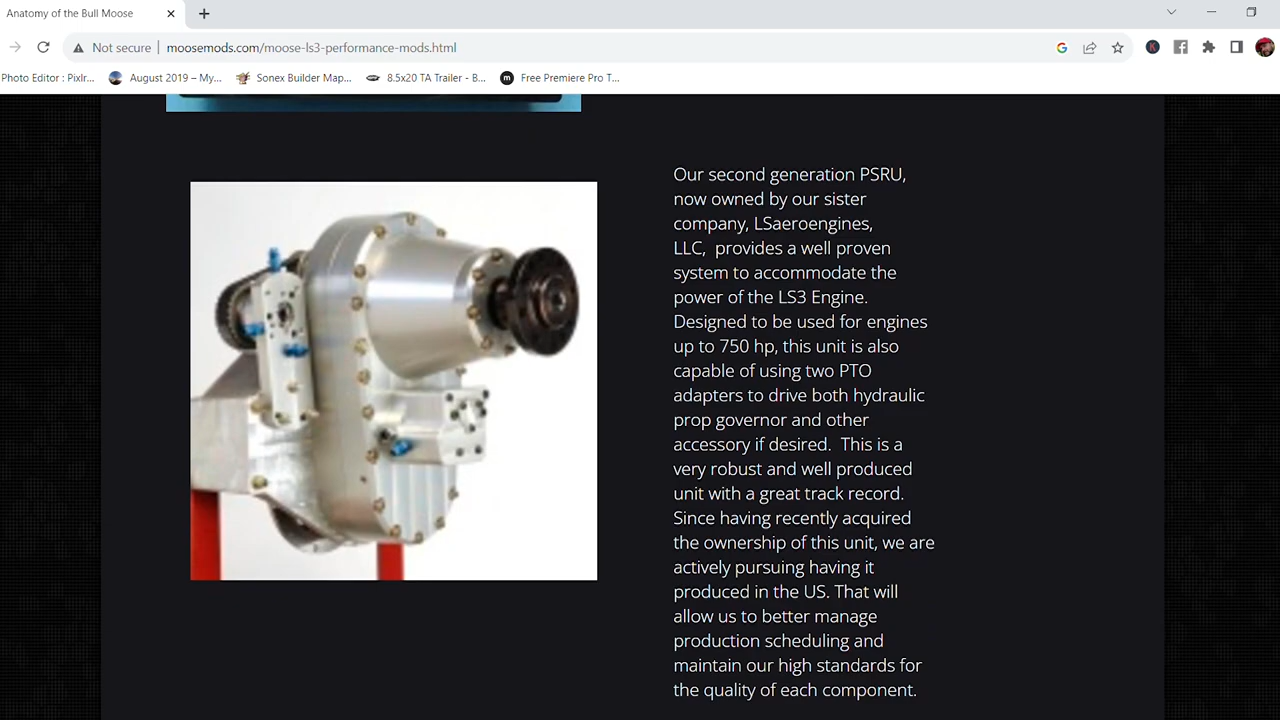 Anatomy of the Bull Moose
Not secure
moosemods.com/moose-ls3-performance-mods.html
Photo Editor : Pixlr...
August 2019 – My...
Sonex Builder Map...
8.5x20 TA Trailer - B...
Free Premiere Pro T...
Our second generation PSRU,
now owned by our sister
company, LSaeroengines,
LLC,  provides a well proven
system to accommodate the
power of the LS3 Engine.
Designed to be used for engines
up to 750 hp, this unit is also
capable of using two PTO
adapters to drive both hydraulic
prop governor and other
accessory if desired.  This is a
very robust and well produced
unit with a great track record.
Since having recently acquired
the ownership of this unit, we are
actively pursuing having it
produced in the US. That will
allow us to better manage
production scheduling and
maintain our high standards for
the quality of each component.